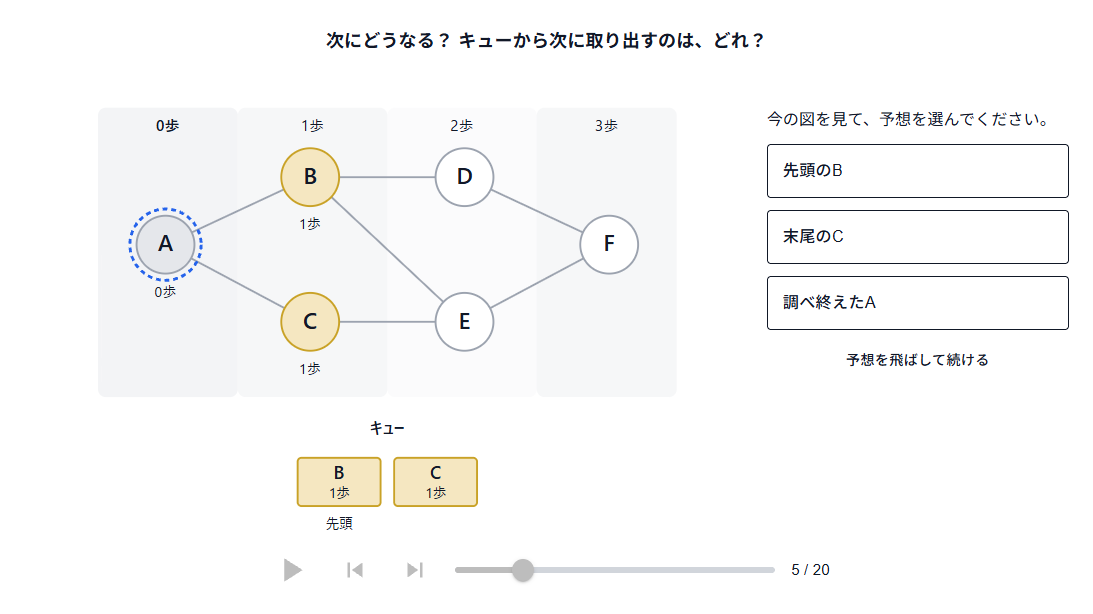 次にどうなる？ キューから次に取り出すのは、どれ？
0歩
1歩
2歩
3歩
B
D
1歩
A
F
0歩
C
E
1歩
今の図を見て、予想を選んでください。
先頭のB
末尾のC
調べ終えたA
予想を飛ばして続ける
キュー
B
1歩
C
1歩
先頭
5 / 20